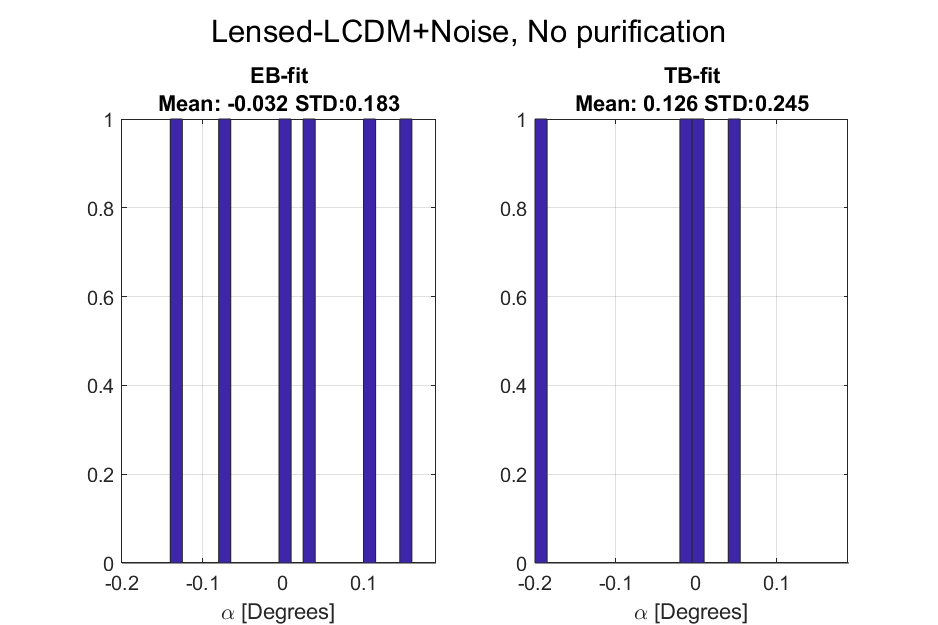 Lensed-LCDM+Noise, No purification
EB-fit
Mean: -0.032 STD:0.183
1
0.8
0.6
0.4
0.2
0
-0.2
-0.1
0
0.1
α [Degrees]
TB-fit
Mean: 0.126 STD:0.245
1
0.8
0.6
0.4
0.2
0
-0.2
-0.1
0
0.1
α [Degrees]